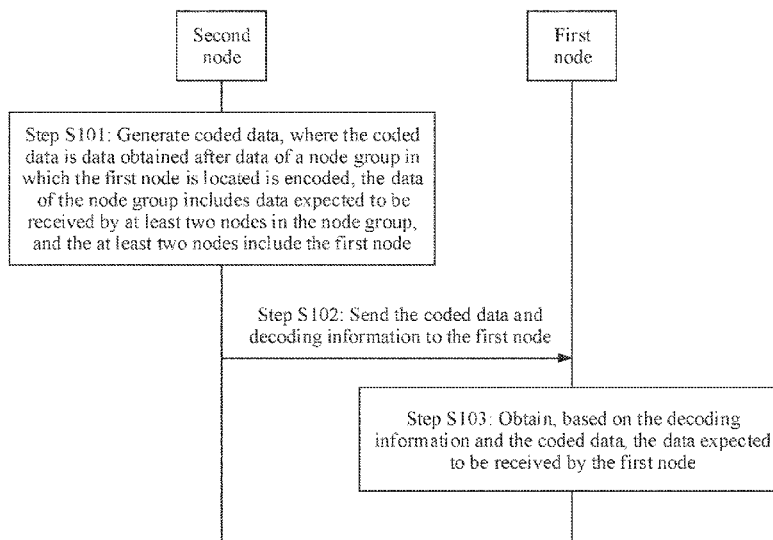 Second
node
First
node
Step S101: Generate coded data, where the coded
data is data obtained after data of a node group in
which the first node is located is encoded, the data
of the node group includes data expected to be
received by at least two nodes in the node group,
and the at least two nodes include the first node
Step S102: Send the coded data and
decoding information to the first node
Step S103: Obtain, based on the decoding
information and the coded data, the data expected
to be received by the first node